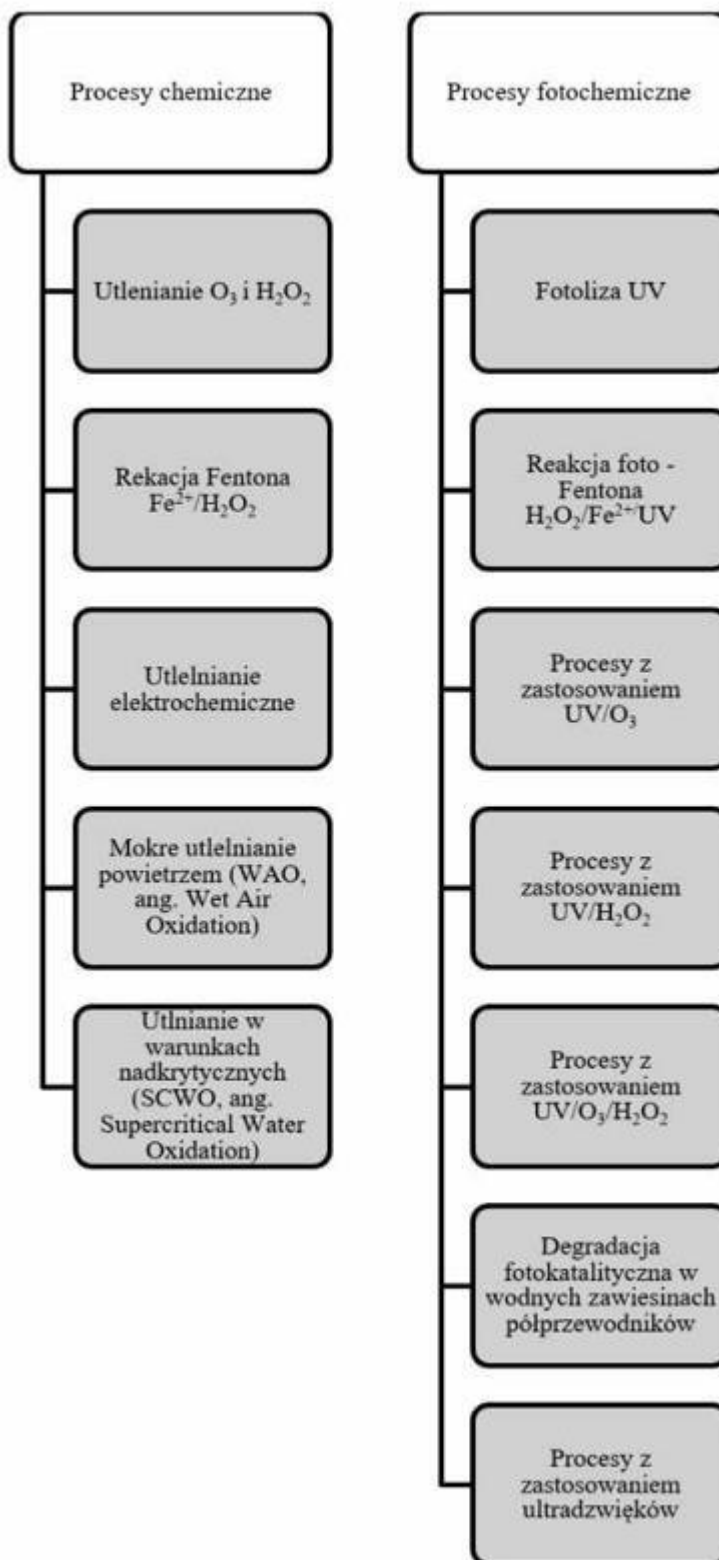 Procesy chemiczne
Utlenianie O₃ i H₂O₂
Rekacja Fentona
Fe²⁺/H₂O₂
Utlelnianie
elektrochemiczne
Mokre utlelnianie
powietrzem (WAO,
ang. Wet Air
Oxidation)
Utlnianie w
warunkach
nadkrytycznych
(SCWO, ang.
Supercritical Water
Oxidation)
Procesy fotochemiczne
Fotoliza UV
Reakcja foto -
Fentona
H₂O₂/Fe²⁺/UV
Procesy z
zastosowaniem
UV/O₃
Procesy z
zastosowaniem
UV/H₂O₂
Procesy z
zastosowaniem
UV/O₃/H₂O₂
Degradacja
fotokatalityczna w
wodnych zawiesinach
półprzewodników
Procesy z
zastosowaniem
ultradzwięków